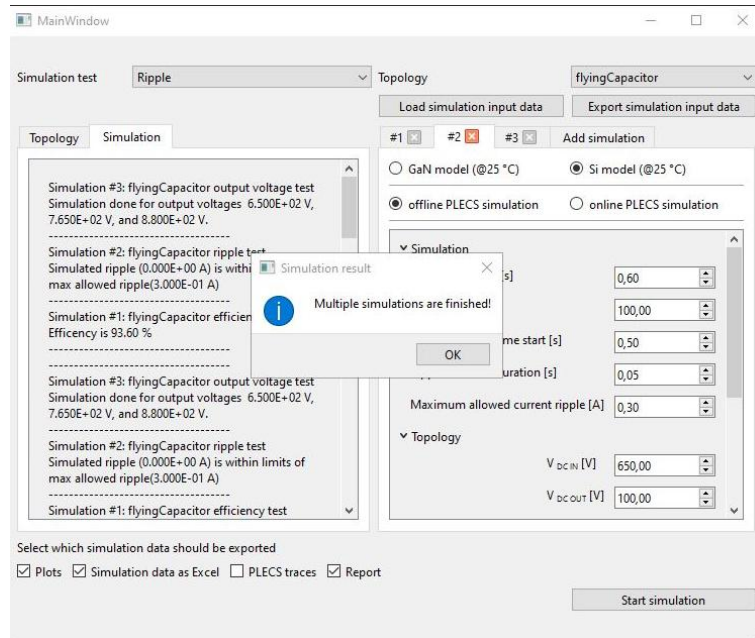 MainWindow
Simulation test
Ripple
Topology
flyingCapacitor
Load simulation input data
Export simulation input data
Topology
Simulation
#1
#2
#3
Add simulation
Simulation #3: flyingCapacitor output voltage test
Simulation done for output voltages 6.500E+02 V,
7.650E+02 V, and 8.800E+02 V.
-----------------------------------
Simulation #2: flyingCapacitor ripple test
Simulated ripple (0.000E+00 A) is withi
max allowed ripple(3.000E-01 A)
-----------------------------------
Simulation #1: flyingCapacitor efficien
Efficency is 93.60 %
-----------------------------------
-----------------------------------
Simulation #3: flyingCapacitor output voltage test
Simulation done for output voltages 6.500E+02 V,
7.650E+02 V, and 8.800E+02 V.
-----------------------------------
Simulation #2: flyingCapacitor ripple test
Simulated ripple (0.000E+00 A) is within limits of
max allowed ripple(3.000E-01 A)
-----------------------------------
Simulation #1: flyingCapacitor efficiency test
GaN model (@25 °C)
Si model (@25 °C)
offline PLECS simulation
online PLECS simulation
Simulation
[s]
0,60
100,00
me start [s]
0,50
uration [s]
0,05
Maximum allowed current ripple [A]
0,30
Topology
V DC IN [V]
650,00
V DC OUT [V]
100,00
Simulation result
Multiple simulations are finished!
OK
Select which simulation data should be exported
Plots
Simulation data as Excel
PLECS traces
Report
Start simulation